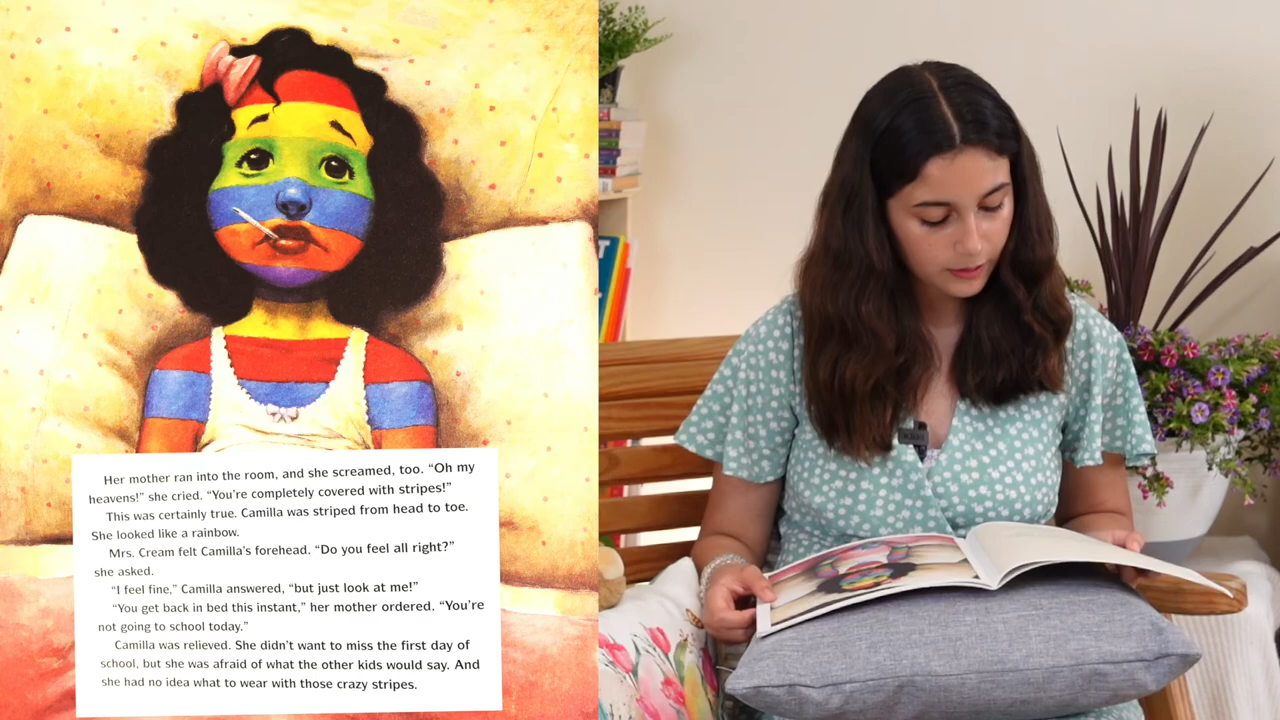 Her mother ran into the room, and she screamed, too. “Oh my
heavens!” she cried. “You’re completely covered with stripes!”
This was certainly true. Camilla was striped from head to toe.
She looked like a rainbow.
Mrs. Cream felt Camilla’s forehead. “Do you feel all right?”
she asked.
“I feel fine,” Camilla answered, “but just look at me!”
“You get back in bed this instant,” her mother ordered. “You’re
not going to school today.”
Camilla was relieved. She didn’t want to miss the first day of
school, but she was afraid of what the other kids would say. And
she had no idea what to wear with those crazy stripes.